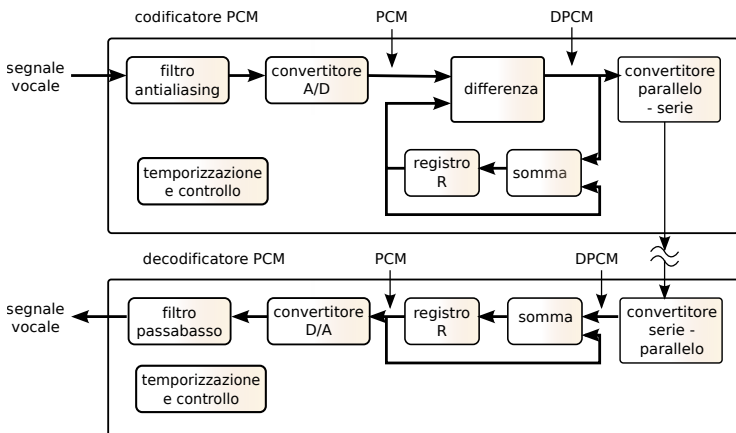 codificatore PCM
PCM
DPCM
segnale
vocale
filtro
antialiasing
convertitore
A/D
differenza
convertitore
parallelo
- serie
temporizzazione
e controllo
registro
R
somma
decodificatore PCM
PCM
DPCM
segnale
vocale
filtro
passabasso
convertitore
D/A
registro
R
somma
convertitore
serie -
parallelo
temporizzazione
e controllo